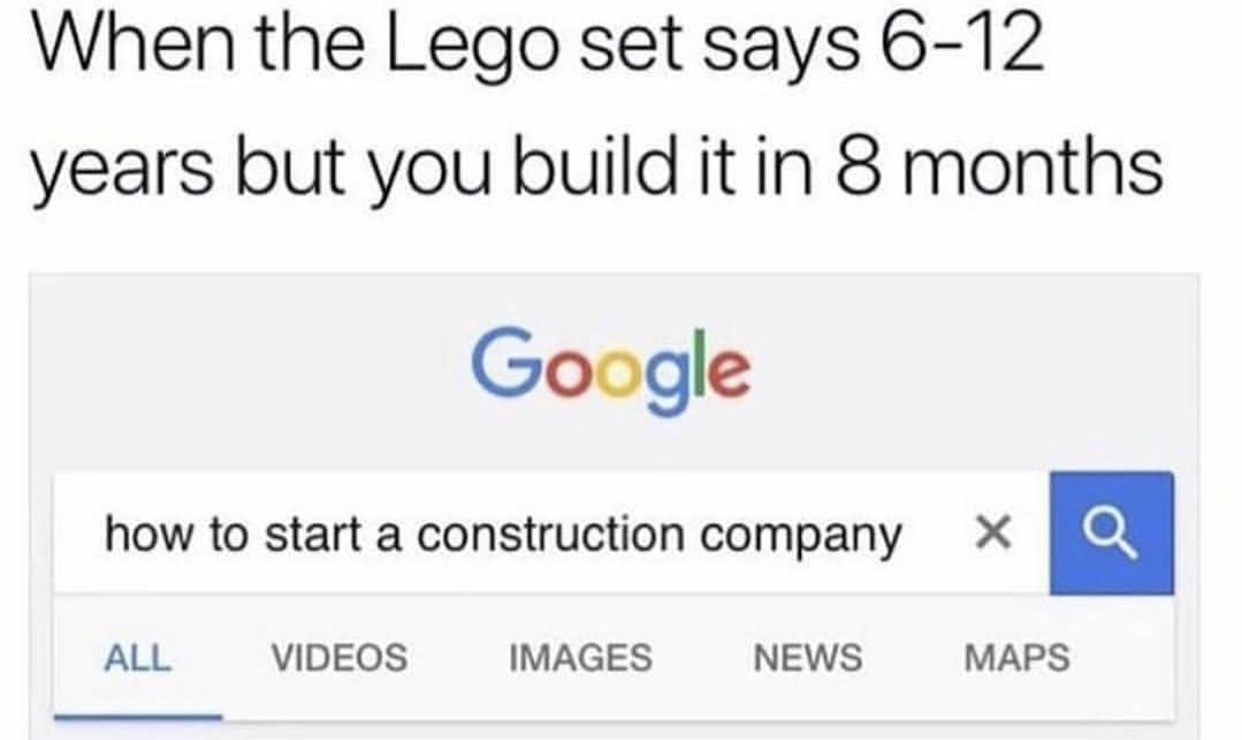 When the Lego set says 6-12
years but you build it in 8 months
Google
how to start a construction company
ALL VIDEOS IMAGES NEWS MAPS